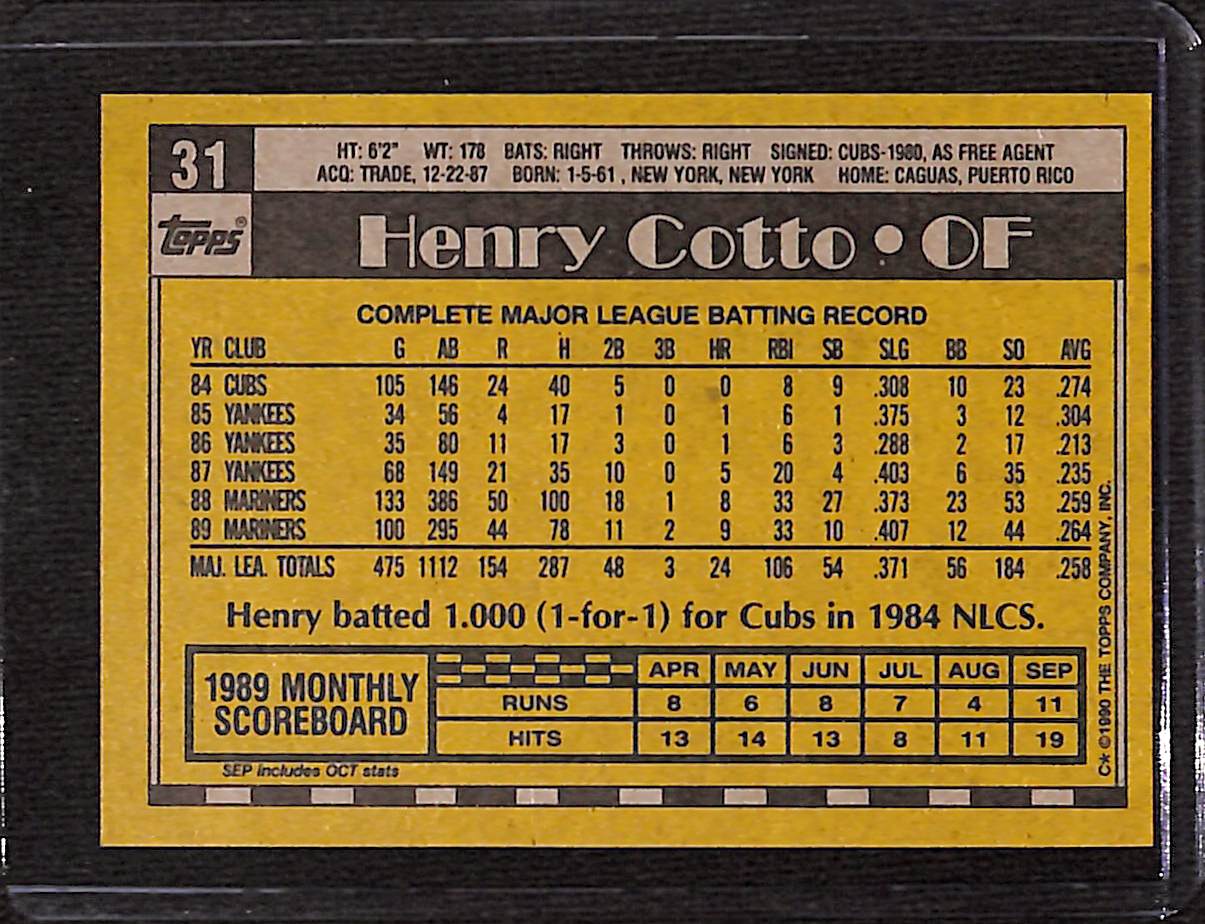 31
HT: 6'2" WT: 178 BATS: RIGHT THROWS: RIGHT SIGNED: CUBS-1980, AS FREE AGENT
ACQ: TRADE, 12-22-87 BORN: 1-5-61, NEW YORK, NEW YORK HOME: CAGUAS, PUERTO RICO
topps®
Henry Cotto • OF
COMPLETE MAJOR LEAGUE BATTING RECORD
YR CLUB G AB R H 2B 3B HR RBI SB SLG BB SO AVG
84 CUBS 105 146 24 40 5 0 0 8 9 .308 10 23 .274
85 YANKEES 34 56 4 17 1 0 1 6 1 .375 3 12 .304
86 YANKEES 35 80 11 17 3 0 1 6 3 .288 2 17 .213
87 YANKEES 68 149 21 35 10 0 5 20 4 .403 6 35 .235
88 MARINERS 133 386 50 100 18 1 8 33 27 .373 23 53 .259
89 MARINERS 100 295 44 78 11 2 9 33 10 .407 12 44 .264
MAJ. LEA. TOTALS 475 1112 154 287 48 3 24 106 54 .371 56 184 .258
Henry batted 1.000 (1-for-1) for Cubs in 1984 NLCS.
1989 MONTHLY
SCOREBOARD
APR MAY JUN JUL AUG SEP
RUNS 8 6 8 7 4 11
HITS 13 14 13 8 11 19
SEP includes OCT stats
C* ©1990 THE TOPPS COMPANY, INC.